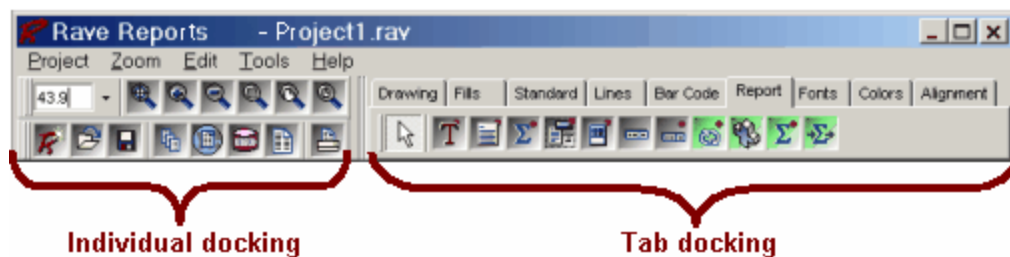 Rave Reports - Project1.rav
Project Zoom Edit Tools Help
43.9
Drawing Fills Standard Lines Bar Code Report Fonts Colors Alignment
Individual docking
Tab docking